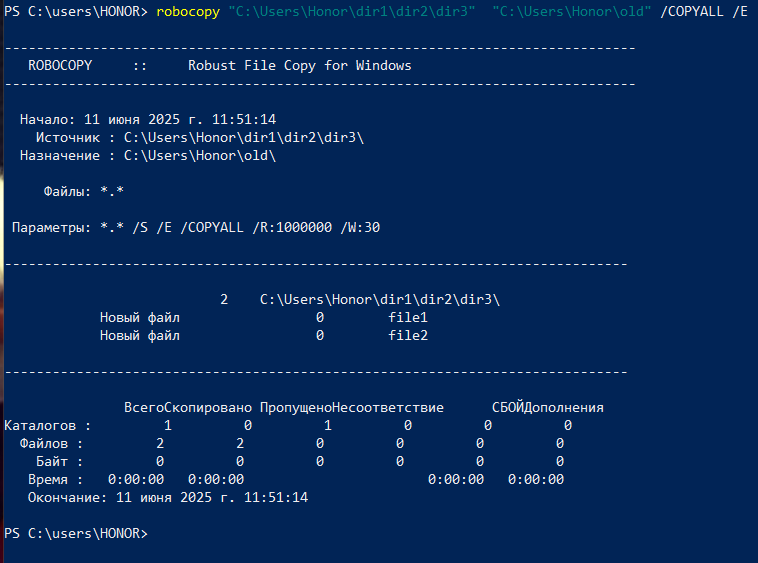 PS C:\users\HONOR> robocopy "C:\Users\Honor\dir1\dir2\dir3"  "C:\Users\Honor\old" /COPYALL /E
-------------------------------------------------------------------------------
   ROBOCOPY     ::     Robust File Copy for Windows
-------------------------------------------------------------------------------
  Начало: 11 июня 2025 г. 11:51:14
    Источник : C:\Users\Honor\dir1\dir2\dir3\
  Назначение : C:\Users\Honor\old\
     Файлы: *.*
 Параметры: *.* /S /E /COPYALL /R:1000000 /W:30
------------------------------------------------------------------------------
                           2    C:\Users\Honor\dir1\dir2\dir3\
            Новый файл                 0        file1
            Новый файл                 0        file2
------------------------------------------------------------------------------
               ВсегоСкопировано ПропущеноНесоответствие      СБОЙДополнения
Каталогов :         1         0         1         0         0         0
  Файлов :         2         2         0         0         0         0
    Байт :         0         0         0         0         0         0
   Время :   0:00:00   0:00:00                       0:00:00   0:00:00
   Окончание: 11 июня 2025 г. 11:51:14
PS C:\users\HONOR>